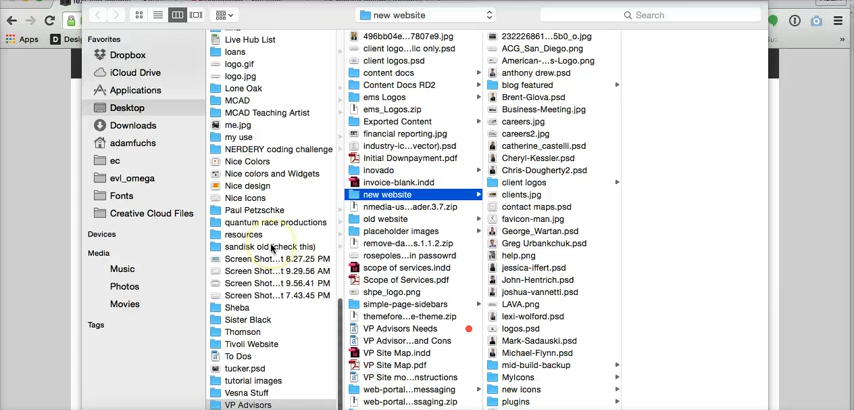 new website
Search
Apps
Favorites
Dropbox
iCloud Drive
Applications
Desktop
Downloads
adamfuchs
ec
evl_omega
Fonts
Creative Cloud Files
Devices
Media
Music
Photos
Movies
Tags
Live Hub List
loans
logo.gif
logo.jpg
Lone Oak
MCAD
MCAD Teaching Artist
me.jpg
my use
NERDERY coding challenge
Nice Colors
Nice colors and Widgets
Nice design
Nice Icons
Paul Petzschke
quantum race productions
resources
sandisk old (check this)
Screen Shot...t 8.27.25 PM
Screen Shot...t 9.29.56 AM
Screen Shot...t 9.56.41 PM
Screen Shot...t 7.43.45 PM
Sheba
Sister Black
Thomson
Tivoli Website
To Dos
tucker.psd
tutorial images
Vesna Stuff
VP Advisors
496bb04e...7807e9.jpg
client logo...lic only.psd
client logos.psd
content docs
Content Docs RD2
ems Logos
ems_Logos.zip
Exported Content
financial reporting.jpg
industry-ic...vector).psd
Initial Downpayment.pdf
inovado
invoice-blank.indd
new website
nmedia-us...ader.3.7.zip
old website
placeholder images
remove-da...s.1.1.2.zip
rosepoles...in passowrd
scope of services.indd
Scope of Services.pdf
shpe_logo.png
simple-page-sidebars
themefore...e-theme.zip
VP Advisors Needs
VP Advisor...and Cons
VP Site Map.indd
VP Site Map.pdf
VP Site mo...nstructions
web-portal...messaging
web-portal...ssaging.zip
232226861...5b0_o.jpg
ACG_San_Diego.png
American-...s-Logo.png
anthony drew.psd
blog featured
Brent-Glova.psd
Business-Meeting.jpg
careers.jpg
careers2.jpg
catherine_castelli.psd
Cheryl-Kessler.psd
Chris-Dougherty2.psd
client logos
clients.jpg
contact maps.psd
favicon-man.jpg
George_Wartan.psd
Greg Urbankchuk.psd
help.png
jessica-iffert.psd
John-Hentrich.psd
joshua-vannetti.psd
LAVA.png
lexi-wolford.psd
logos.psd
Mark-Sadauski.psd
Michael-Flynn.psd
mid-build-backup
MyIcons
new icons
plugins